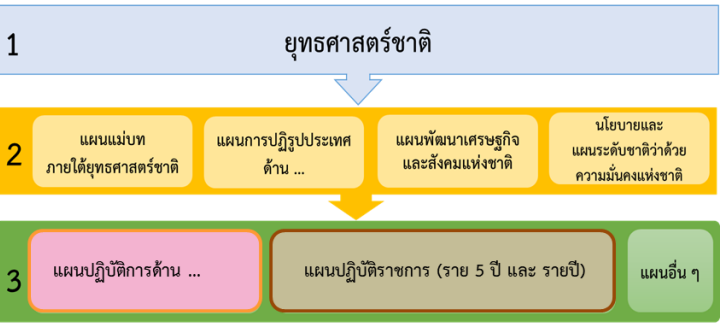 1
ยุทธศาสตร์ชาติ
2
แผนแม่บท
ภายใต้ยุทธศาสตร์ชาติ
แผนการปฏิรูปประเทศ
ด้าน ...
แผนพัฒนาเศรษฐกิจ
และสังคมแห่งชาติ
นโยบายและ
แผนระดับชาติว่าด้วย
ความมั่นคงแห่งชาติ
3
แผนปฏิบัติการด้าน ...
แผนปฏิบัติราชการ (ราย 5 ปี และ รายปี)
แผนอื่น ๆ